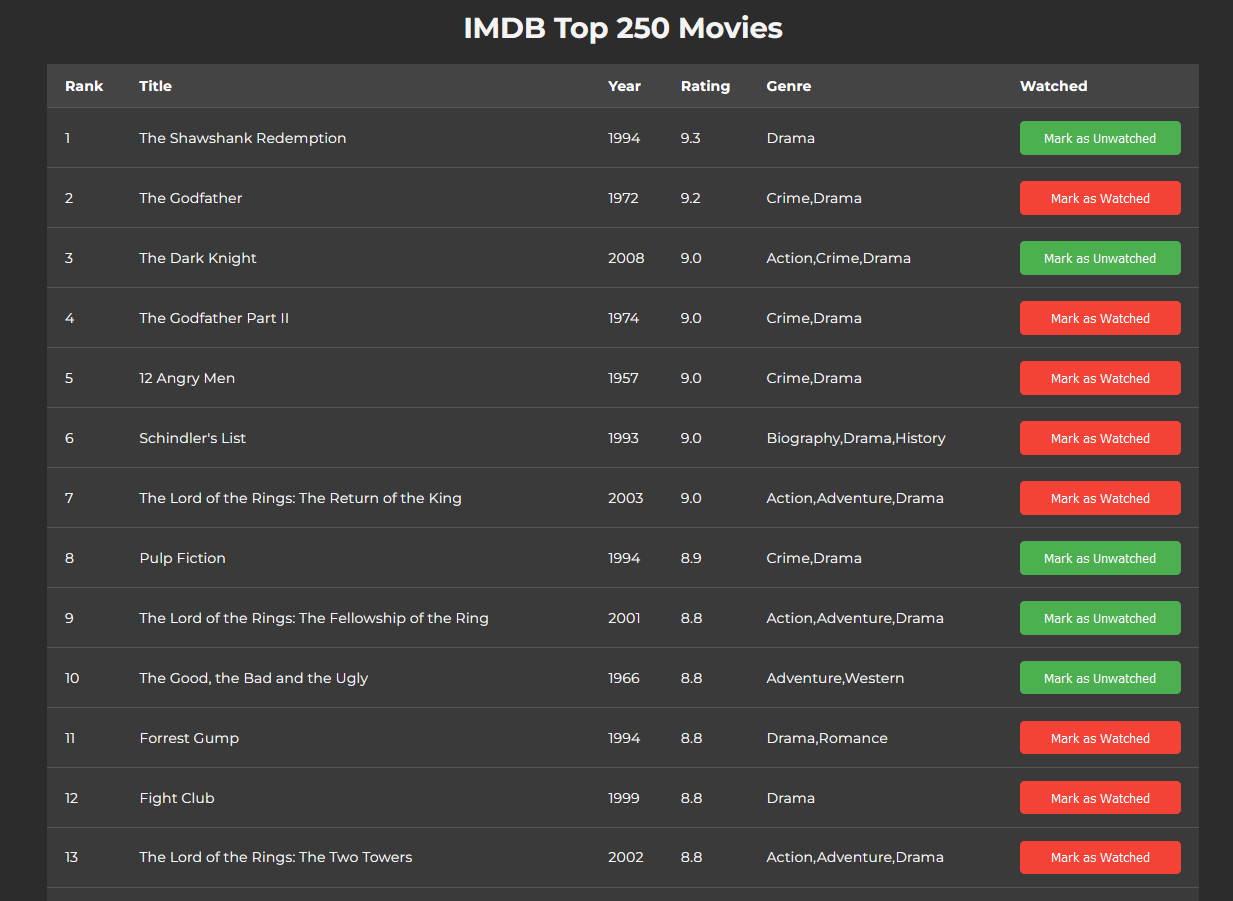 IMDB Top 250 Movies
Rank Title Year Rating Genre Watched
1 The Shawshank Redemption 1994 9.3 Drama Mark as Unwatched
2 The Godfather 1972 9.2 Crime,Drama Mark as Watched
3 The Dark Knight 2008 9.0 Action,Crime,Drama Mark as Unwatched
4 The Godfather Part II 1974 9.0 Crime,Drama Mark as Watched
5 12 Angry Men 1957 9.0 Crime,Drama Mark as Watched
6 Schindler's List 1993 9.0 Biography,Drama,History Mark as Watched
7 The Lord of the Rings: The Return of the King 2003 9.0 Action,Adventure,Drama Mark as Watched
8 Pulp Fiction 1994 8.9 Crime,Drama Mark as Unwatched
9 The Lord of the Rings: The Fellowship of the Ring 2001 8.8 Action,Adventure,Drama Mark as Unwatched
10 The Good, the Bad and the Ugly 1966 8.8 Adventure,Western Mark as Unwatched
11 Forrest Gump 1994 8.8 Drama,Romance Mark as Watched
12 Fight Club 1999 8.8 Drama Mark as Watched
13 The Lord of the Rings: The Two Towers 2002 8.8 Action,Adventure,Drama Mark as Watched